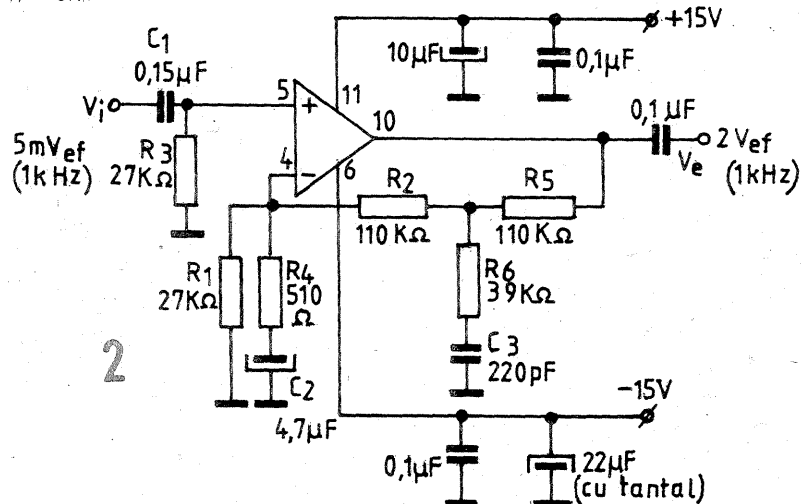 +15V
C1
0,15µF
10µF
0,1µF
Vi
5
+
11
10
0,1 µF
5mVef
(1kHz)
R3
27KΩ
4
−
6
2 Vef
Ve
(1kHz)
R2
110 KΩ
R5
110 KΩ
R1
27KΩ
R4
510
Ω
R6
39KΩ
C3
220pF
2
C2
4,7µF
-15V
0,1µF
22µF
(cu tantal)